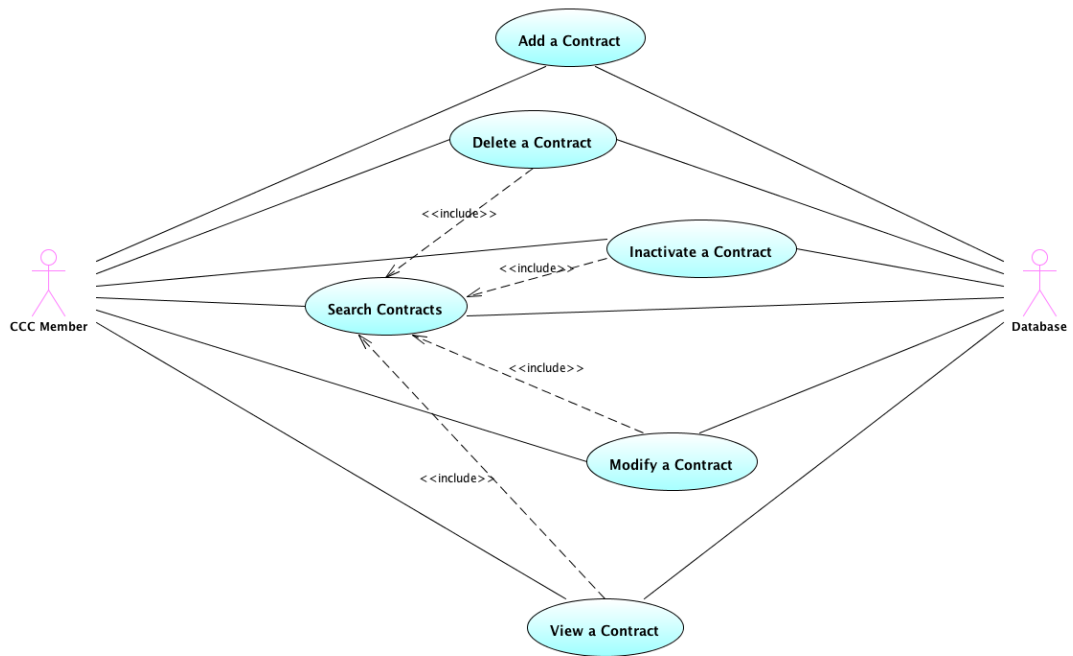 Add a Contract
Delete a Contract
<<include>>
Inactivate a Contract
<<include>>
Search Contracts
CCC Member
Database
<<include>>
Modify a Contract
<<include>>
View a Contract